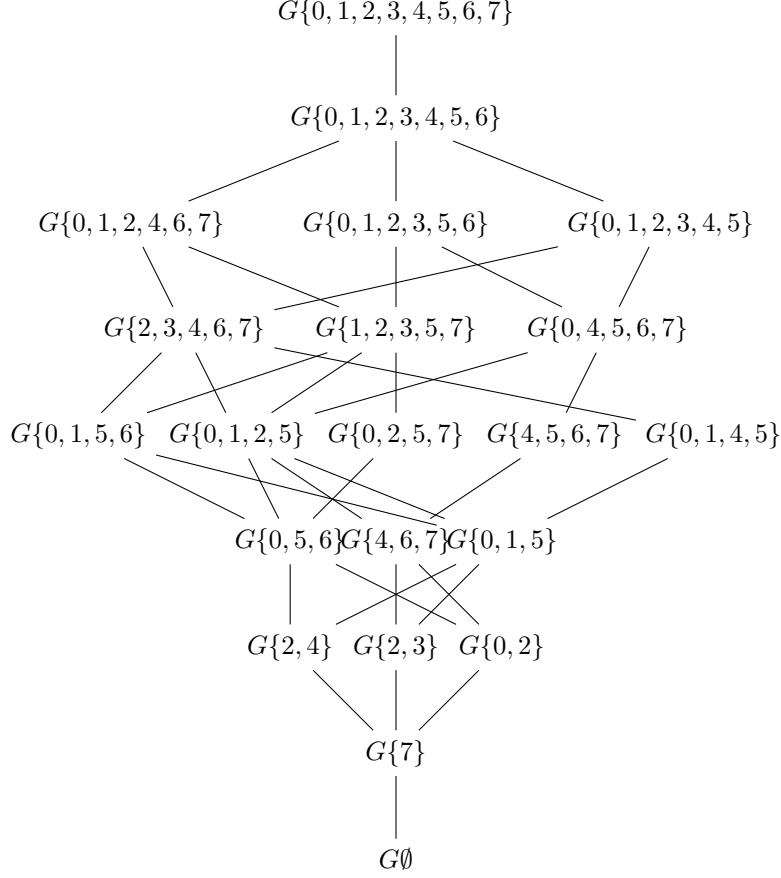 G{0, 1, 2, 3, 4, 5, 6, 7}
G{0, 1, 2, 3, 4, 5, 6}
G{0, 1, 2, 4, 6, 7} G{0, 1, 2, 3, 5, 6} G{0, 1, 2, 3, 4, 5}
G{2, 3, 4, 6, 7} G{1, 2, 3, 5, 7} G{0, 4, 5, 6, 7}
G{0, 1, 5, 6} G{0, 1, 2, 5} G{0, 2, 5, 7} G{4, 5, 6, 7} G{0, 1, 4, 5}
G{0, 5, 6} G{4, 6, 7} G{0, 1, 5}
G{2, 4} G{2, 3} G{0, 2}
G{7}
G∅